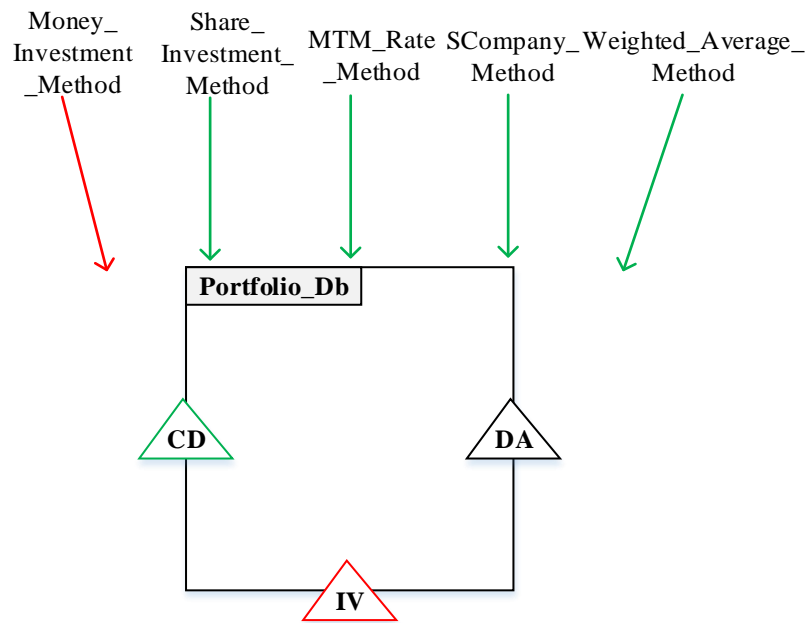 Money_
Investment
_Method
Share_
Investment_
Method
MTM_Rate
_Method
SCompany_
Method
Weighted_Average_
Method
Portfolio_Db
CD
DA
IV